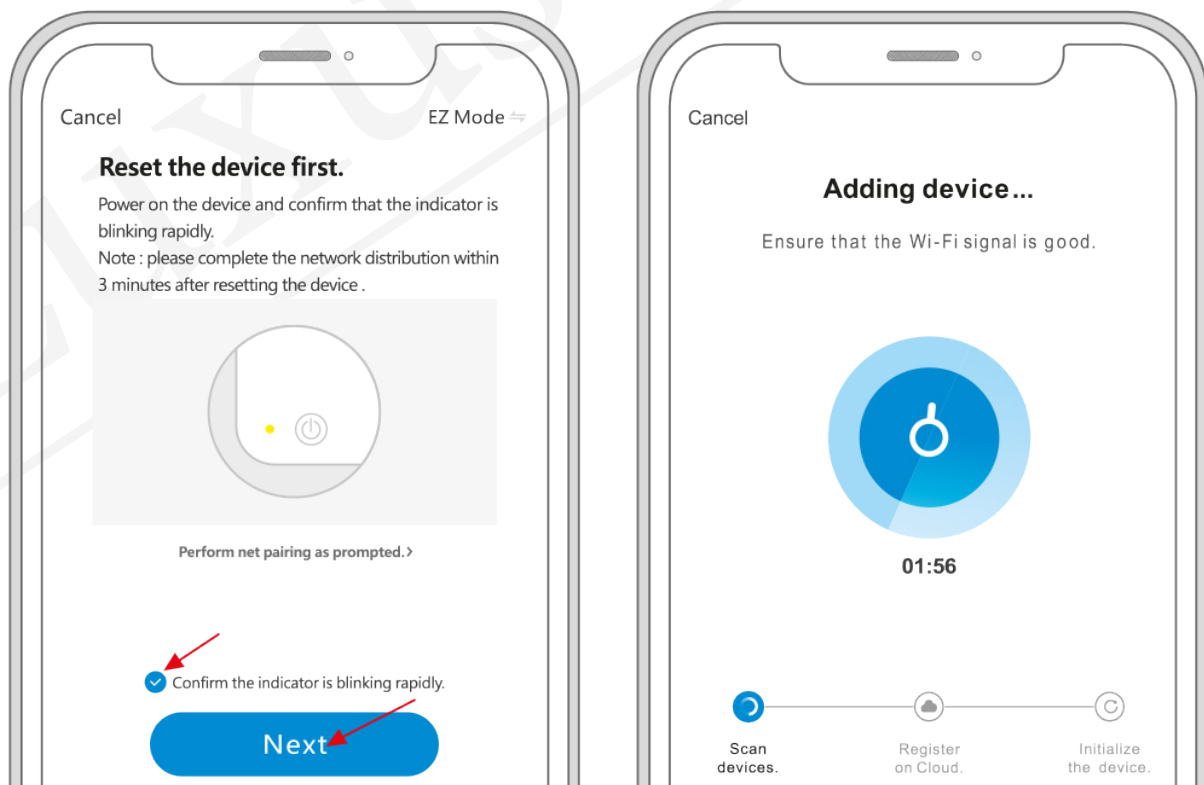 Cancel
EZ Mode
Reset the device first.
Power on the device and confirm that the indicator is
blinking rapidly.
Note : please complete the network distribution within
3 minutes after resetting the device .
Perform net pairing as prompted.>
Confirm the indicator is blinking rapidly.
Next
Cancel
Adding device...
Ensure that the Wi-Fi signal is good.
01:56
Scan
devices.
Register
on Cloud.
Initialize
the device.